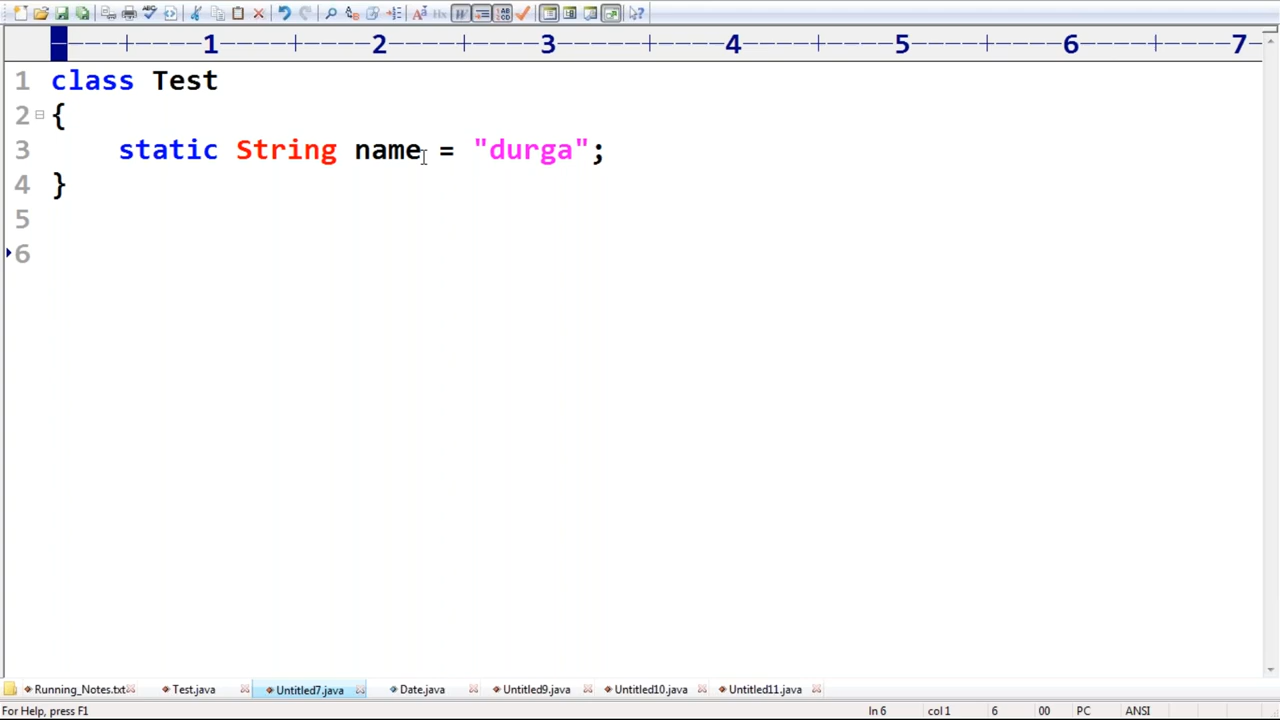 1 2 3 4 5 6 7
1 class Test
2 {
3 static String name = "durga";
4 }
5
6
Running_Notes.txt Test.java Untitled7.java Date.java Untitled9.java Untitled10.java Untitled11.java
For Help, press F1 ln 6 col 1 6 00 PC ANSI